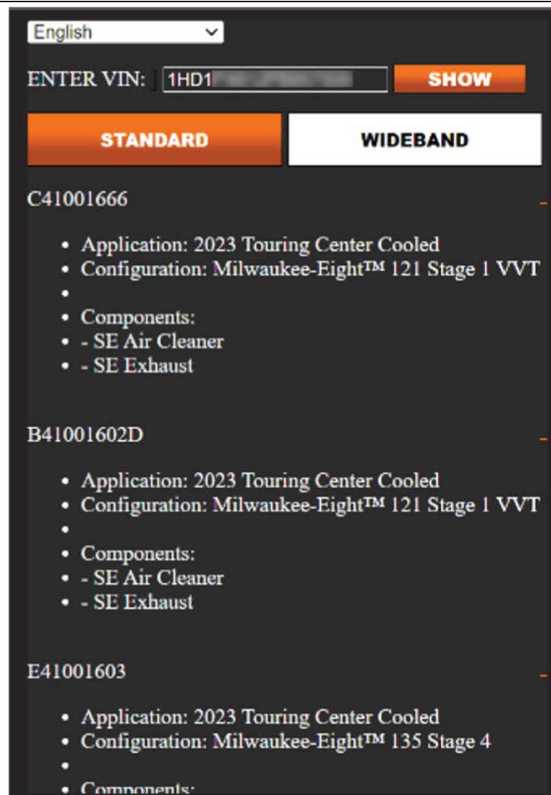 English
ENTER VIN: 1HD1 SHOW
STANDARD WIDEBAND
C41001666
• Application: 2023 Touring Center Cooled
• Configuration: Milwaukee-Eight™ 121 Stage 1 VVT
•
• Components:
• - SE Air Cleaner
• - SE Exhaust
B41001602D
• Application: 2023 Touring Center Cooled
• Configuration: Milwaukee-Eight™ 121 Stage 1 VVT
•
• Components:
• - SE Air Cleaner
• - SE Exhaust
E41001603
• Application: 2023 Touring Center Cooled
• Configuration: Milwaukee-Eight™ 135 Stage 4
•
• Components: